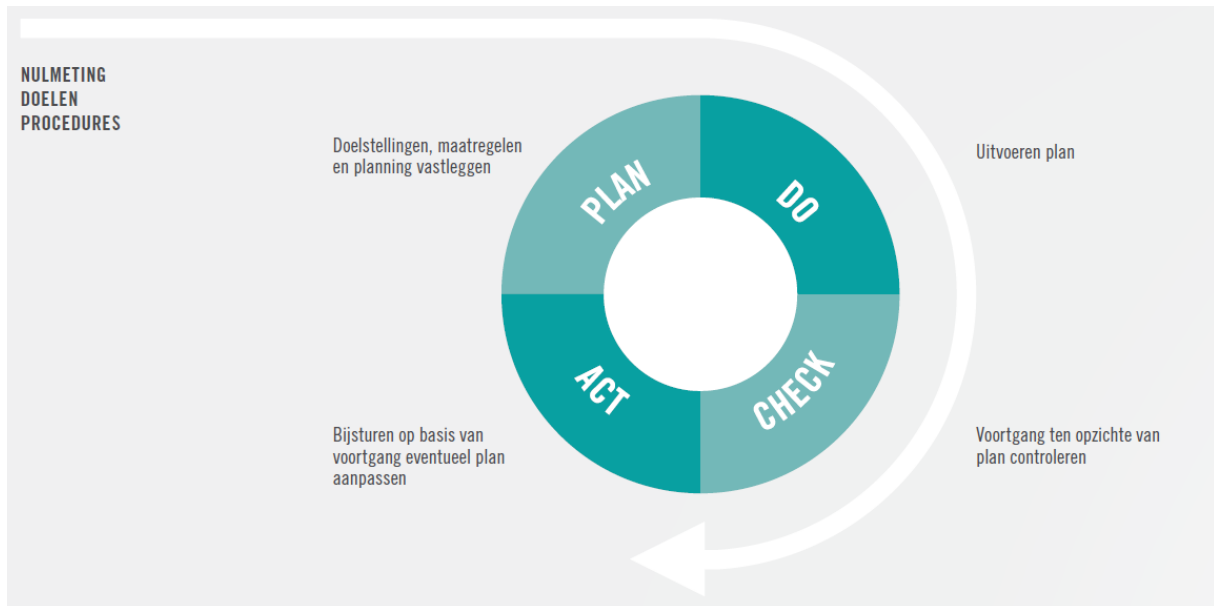 NULMETING
DOELEN
PROCEDURES
Doelstellingen, maatregelen
en planning vastleggen
PLAN
DO
Uitvoeren plan
ACT
CHECK
Bijsturen op basis van
voortgang eventueel plan
aanpassen
Voortgang ten opzichte van
plan controleren